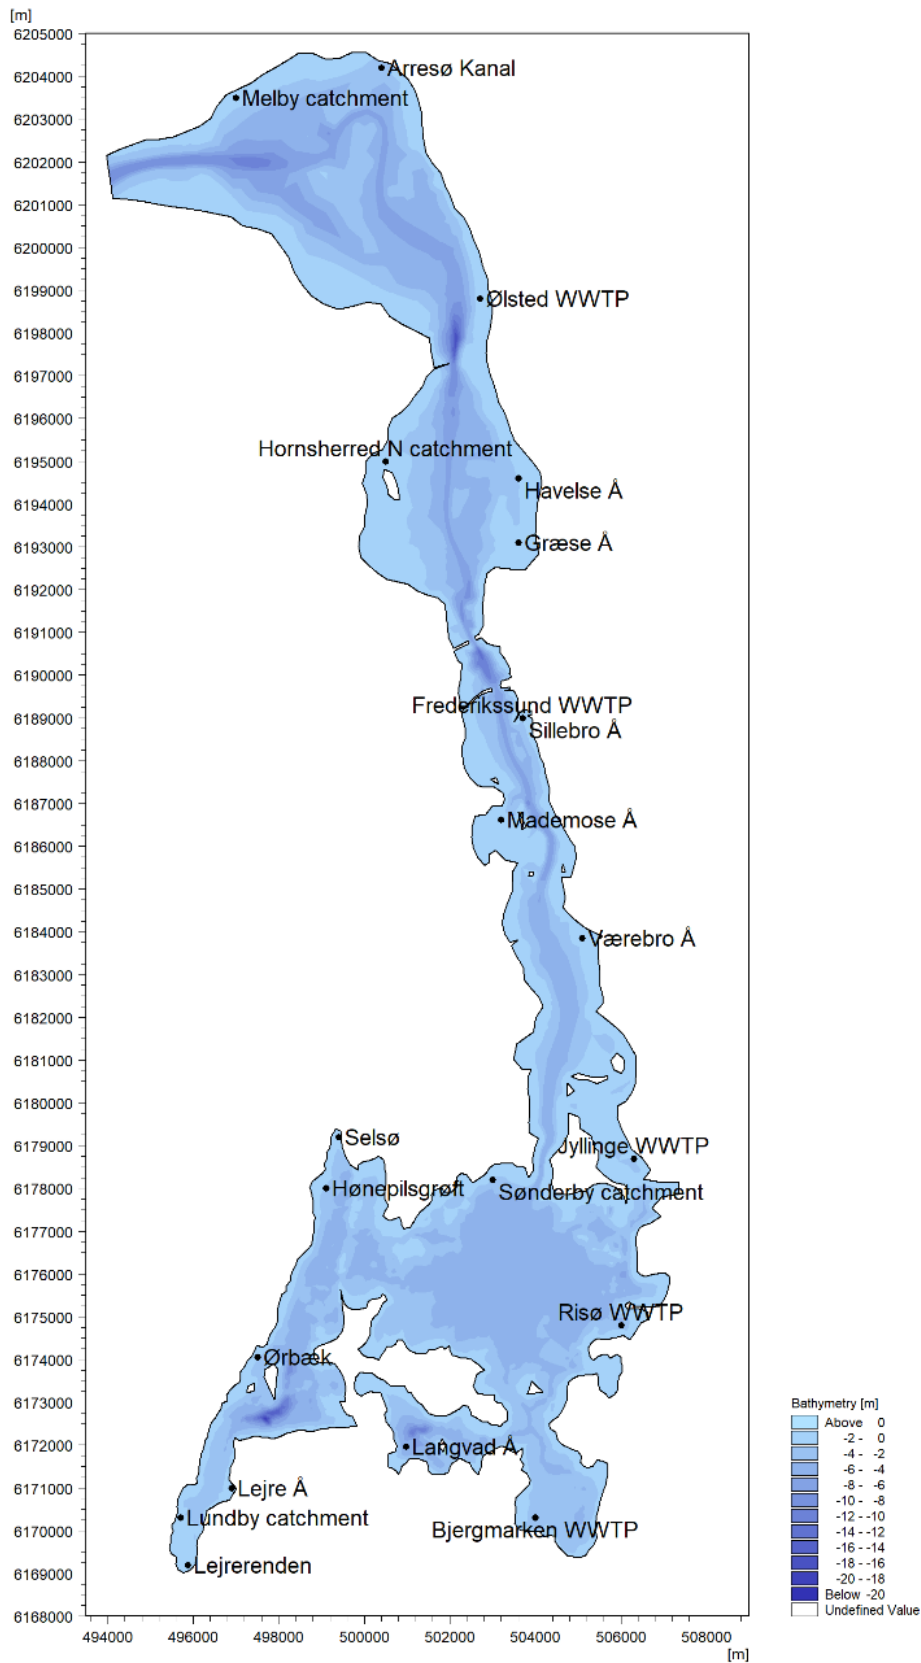 [m]
6205000
6204000
6203000
6202000
6201000
6200000
6199000
6198000
6197000
6196000
6195000
6194000
6193000
6192000
6191000
6190000
6189000
6188000
6187000
6186000
6185000
6184000
6183000
6182000
6181000
6180000
6179000
6178000
6177000
6176000
6175000
6174000
6173000
6172000
6171000
6170000
6169000
6168000
Arresø Kanal
Melby catchment
Ølsted WWTP
Hornsherred N catchment
Havelse Å
Græse Å
Frederikssund WWTP
Sillebro Å
Mademose Å
Værebro Å
Selsø
Jyllinge WWTP
Hønepilsgrøft
Sønderby catchment
Risø WWTP
Ørbæk
Langvad Å
Lejre Å
Lundby catchment
Bjergmarken WWTP
Lejrerenden
494000 496000 498000 500000 502000 504000 506000 508000
[m]
Bathymetry [m]
Above 0
-2 - 0
-4 - -2
-6 - -4
-8 - -6
-10 - -8
-12 - -10
-14 - -12
-16 - -14
-18 - -16
-20 - -18
Below -20
Undefined Value